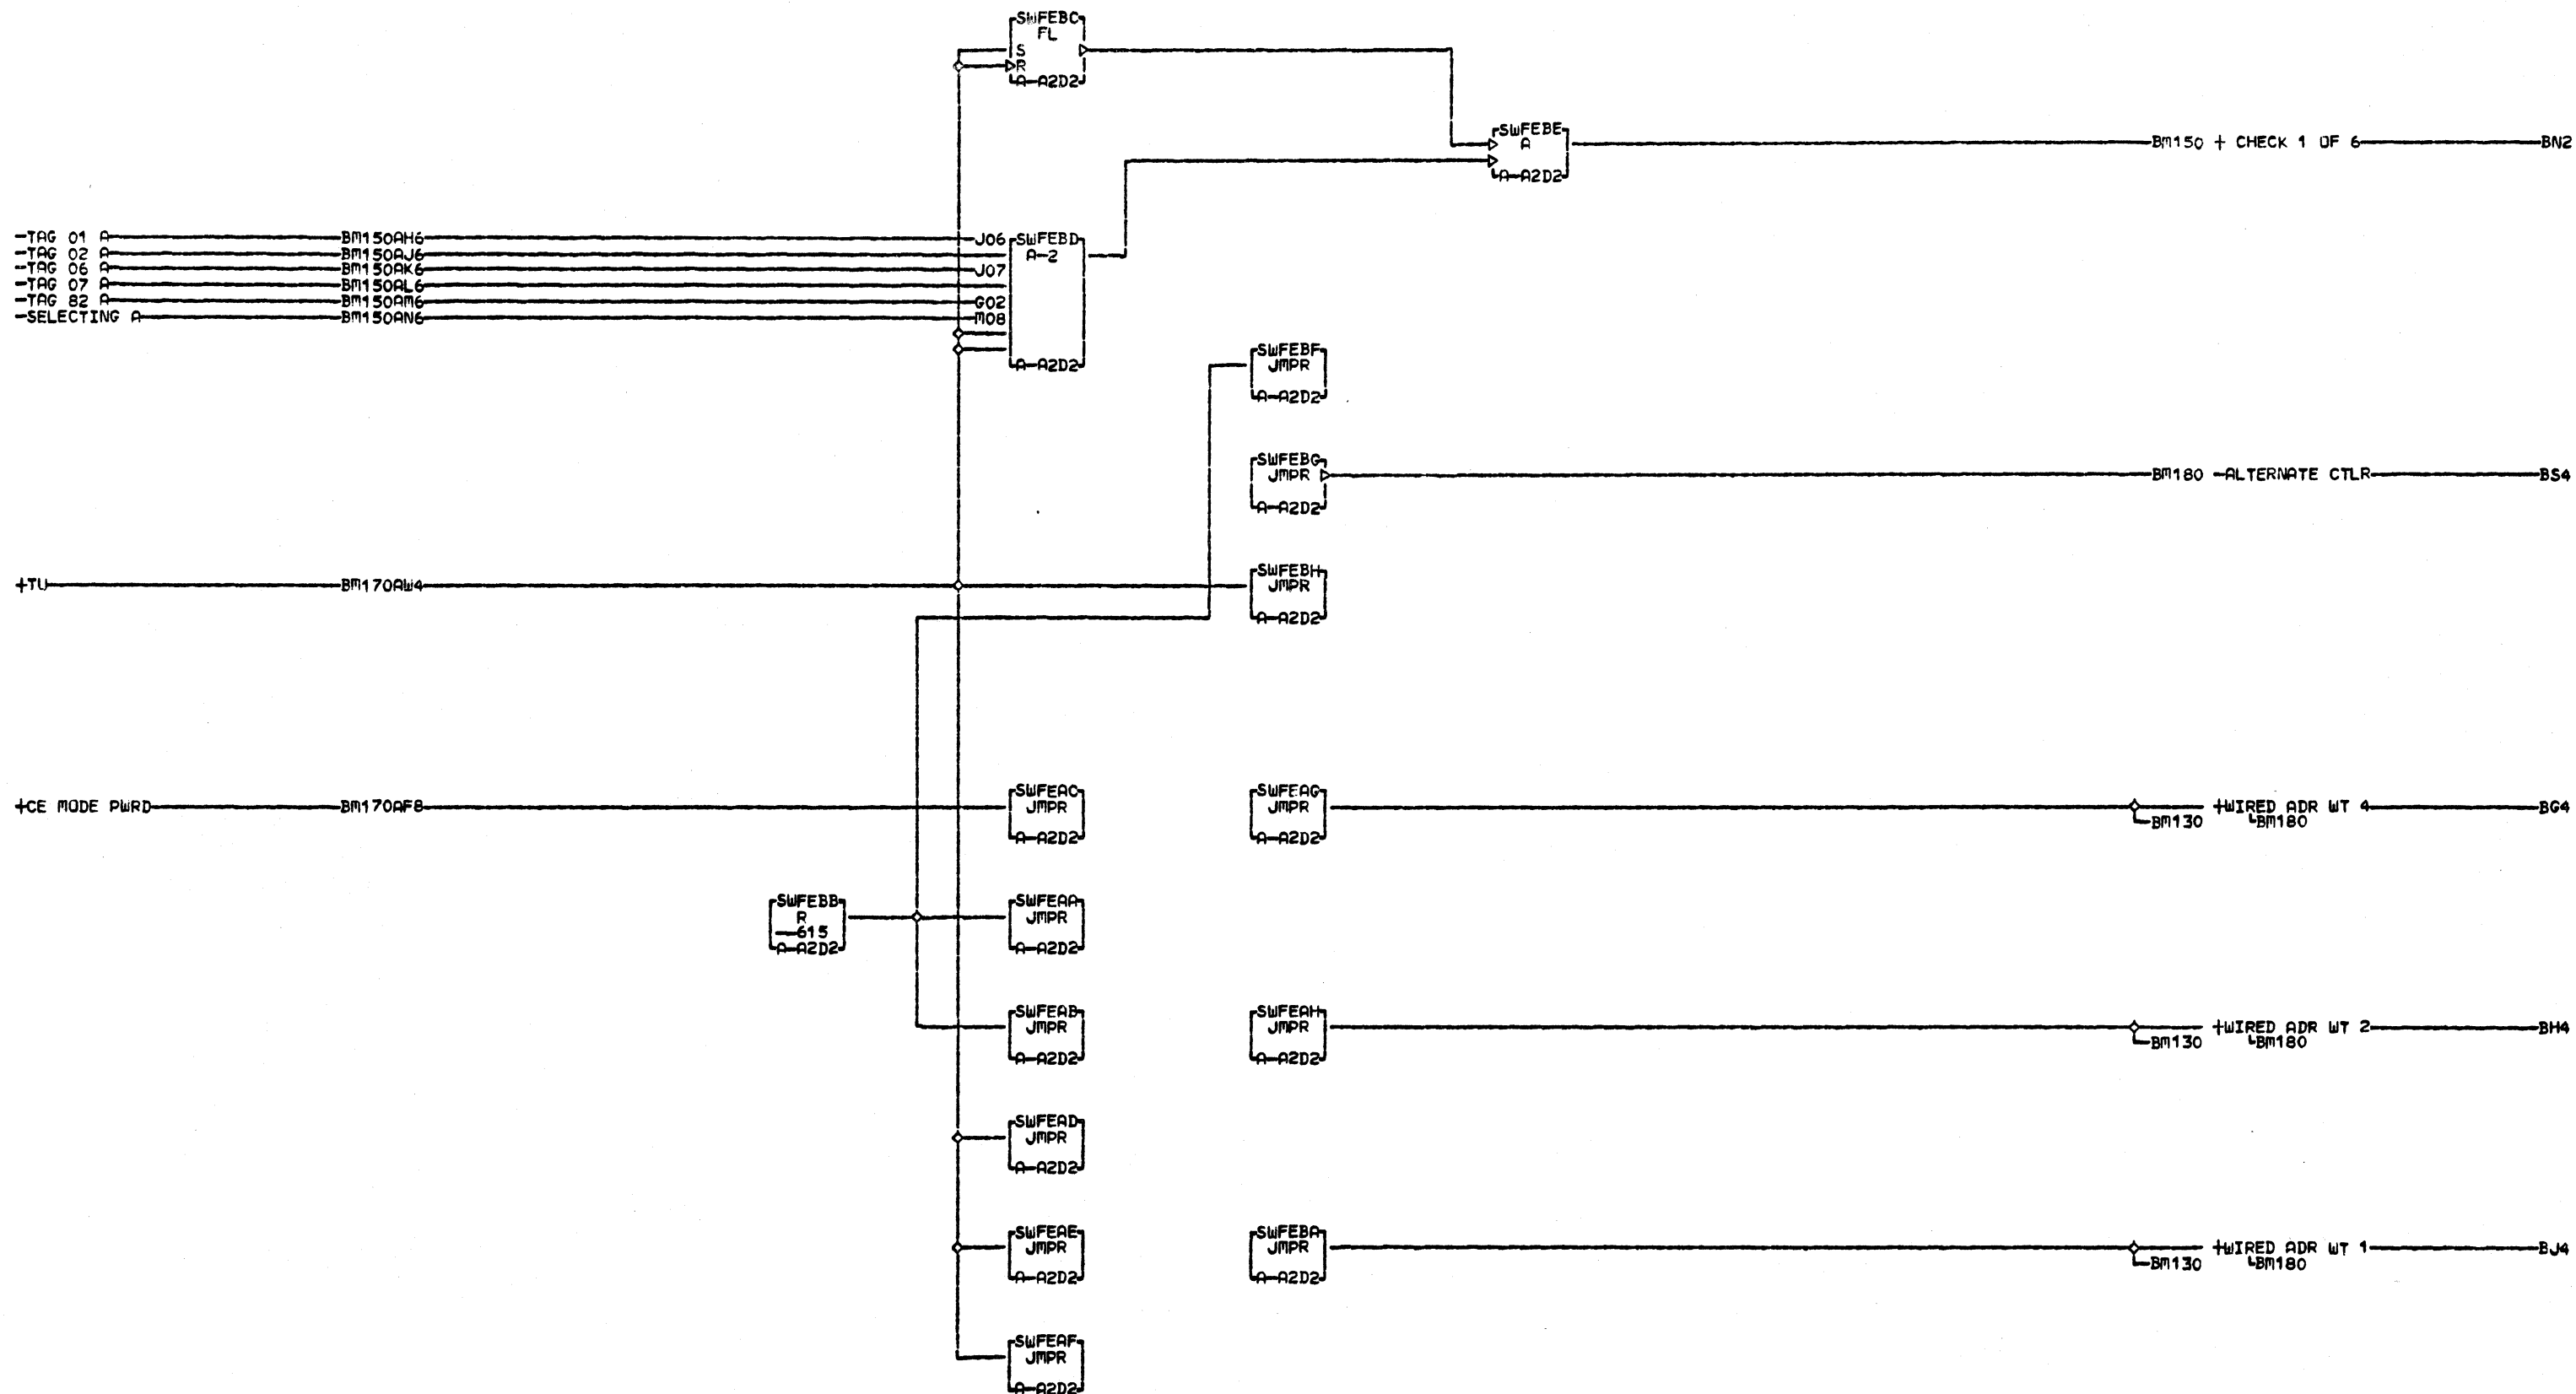 SWFEBC
FL
S
R
A-A2D2
SWFEBE
A
A-A2D2
BM150 + CHECK 1 OF 6 BN2
-TAG 01 A BM150AH6 J06
-TAG 02 A BM150AJ6
-TAG 06 A BM150AK6 J07
-TAG 07 A BM150AL6
-TAG 82 A BM150AM6 G02
-SELECTING A BM150AN6 M08
SWFEBD
A-2
A-A2D2
SWFEBF
JMPR
A-A2D2
SWFEBG
JMPR
A-A2D2
BM180 -ALTERNATE CTLR BS4
+TU BM170AW4
SWFEBH
JMPR
A-A2D2
+CE MODE PWRD BM170AF8
SWFEAC
JMPR
A-A2D2
SWFEAG
JMPR
A-A2D2
+WIRED ADR WT 4 BG4
BM130 BM180
SWFEBB
R
615
A-A2D2
SWFEAA
JMPR
A-A2D2
SWFEAB
JMPR
A-A2D2
SWFEAH
JMPR
A-A2D2
+WIRED ADR WT 2 BH4
BM130 BM180
SWFEAD
JMPR
A-A2D2
SWFEAE
JMPR
A-A2D2
SWFEBA
JMPR
A-A2D2
+WIRED ADR WT 1 BJ4
BM130 BM180
SWFEAF
JMPR
A-A2D2